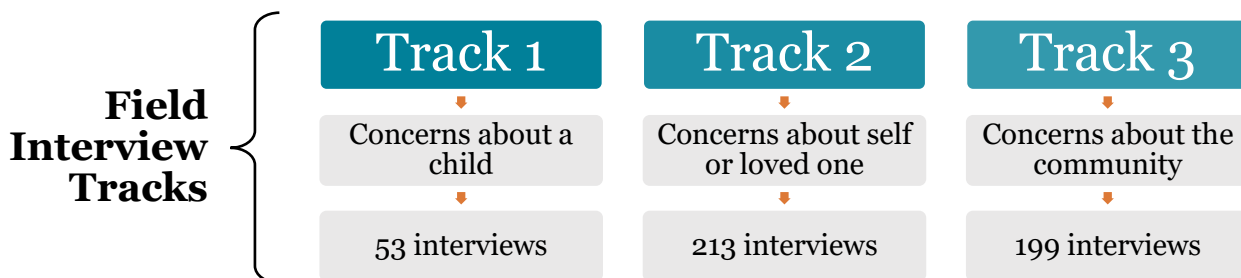 Field
Interview
Tracks
Track 1
Concerns about a
child
53 interviews
Track 2
Concerns about self
or loved one
213 interviews
Track 3
Concerns about the
community
199 interviews